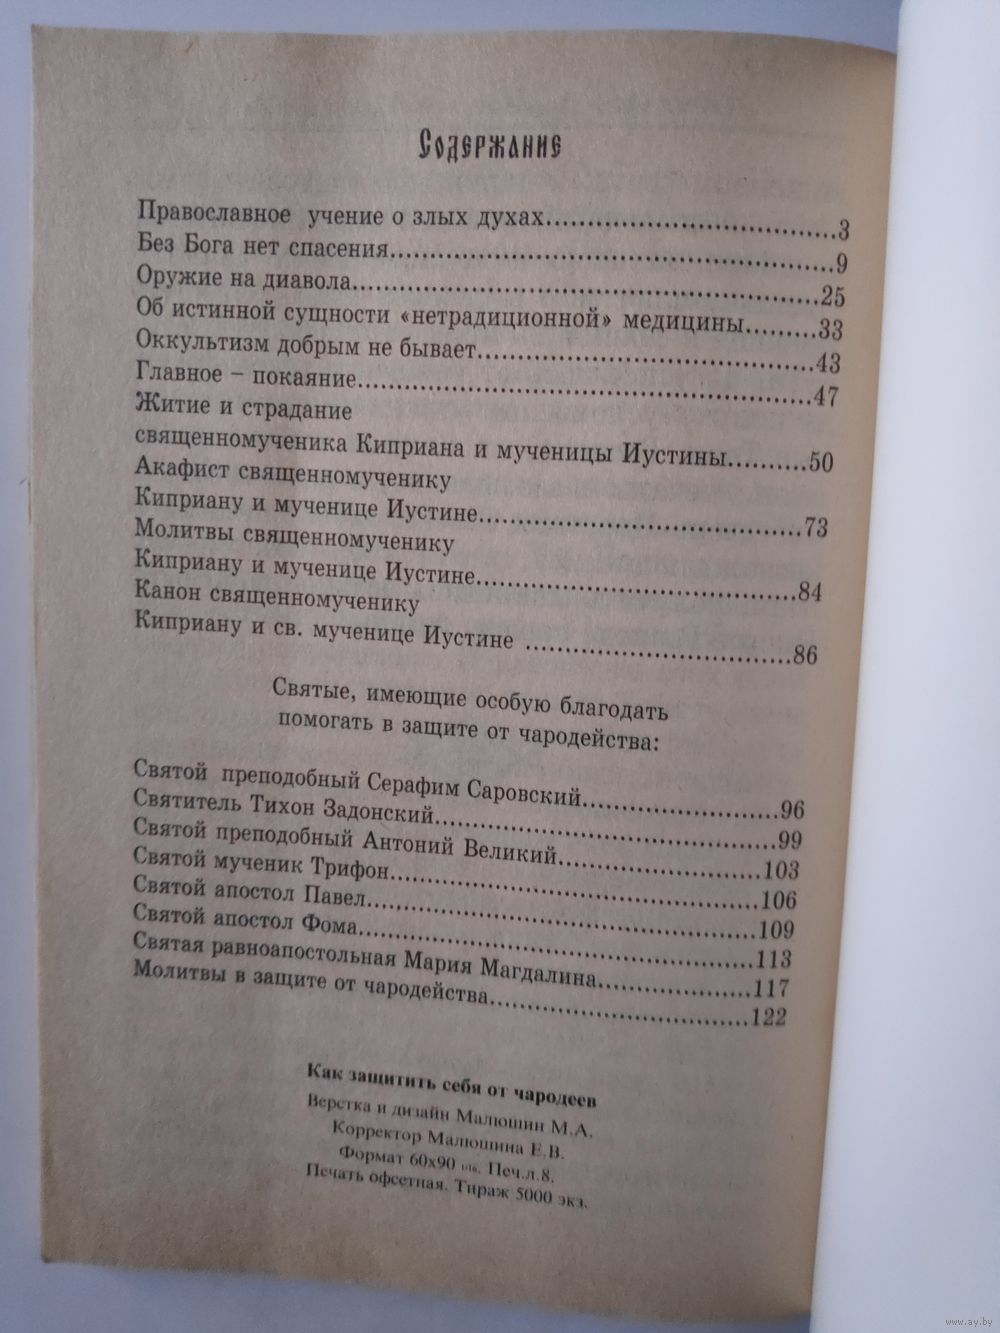 Содержание
Православное учение о злых духах....................................3
Без Бога нет спасения........................................................9
Оружие на диавола..........................................................25
Об истинной сущности «нетрадиционной» медицины.........33
Оккультизм добрым не бывает..........................................43
Главное – покаяние.........................................................47
Житие и страдание
священномученика Киприана и мученицы Иустины..........50
Акафист священномученику
Киприану и мученице Иустине........................................73
Молитвы священномученику
Киприану и мученице Иустине........................................84
Канон священномученику
Киприану и св. мученице Иустине .................................86
Святые, имеющие особую благодать
помогать в защите от чародейства:
Святой преподобный Серафим Саровский.........................96
Святитель Тихон Задонский...........................................99
Святой преподобный Антоний Великий..........................103
Святой мученик Трифон..............................................106
Святой апостол Павел.................................................109
Святой апостол Фома..................................................113
Святая равноапостольная Мария Магдалина....................117
Молитвы в защите от чародейства.................................122
Как защитить себя от чародеев
Верстка и дизайн Малюшин М.А.
Корректор Малюшина Е.В.
Формат 60х90 1/16. Печ.л.8.
Печать офсетная. Тираж 5000 экз.
www.ay.by